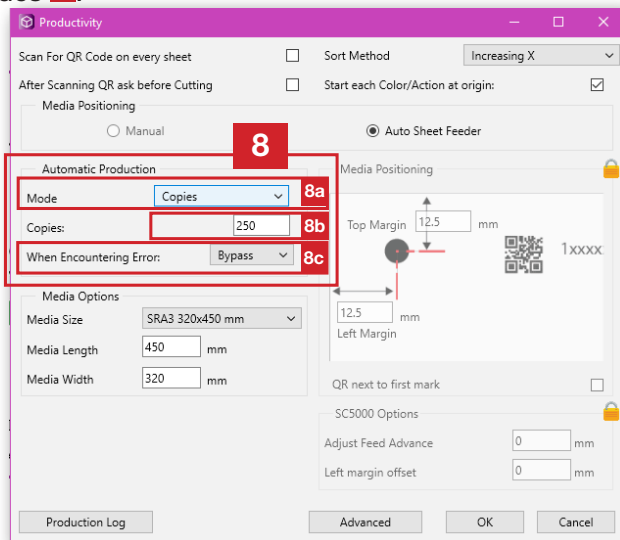 Productivity
Scan For QR Code on every sheet
Sort Method Increasing X
After Scanning QR ask before Cutting
Start each Color/Action at origin:
Media Positioning
Manual
Auto Sheet Feeder
8
Automatic Production
Mode Copies 8a
Copies: 250 8b
When Encountering Error: Bypass 8c
Media Positioning
Top Margin 12.5 mm
1xxxx
12.5 mm
Left Margin
QR next to first mark
Media Options
Media Size SRA3 320x450 mm
Media Length 450 mm
Media Width 320 mm
SC5000 Options
Adjust Feed Advance 0 mm
Left margin offset 0 mm
Production Log
Advanced
OK
Cancel